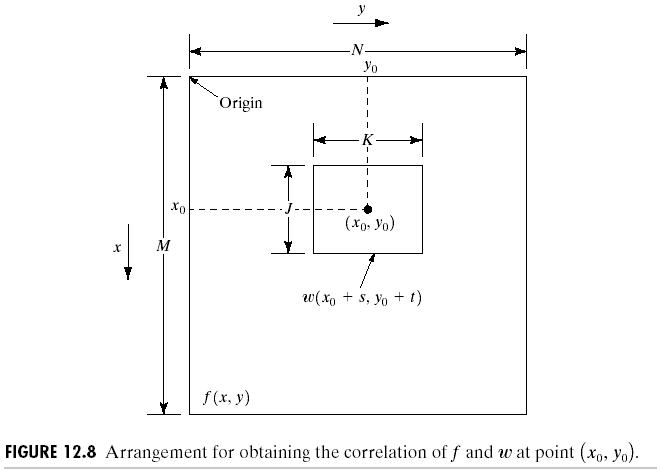 y
N
y₀
Origin
K
x₀
J
(x₀, y₀)
x
M
w(x₀ + s, y₀ + t)
f(x, y)
FIGURE 12.8 Arrangement for obtaining the correlation of f and w at point (x₀, y₀).